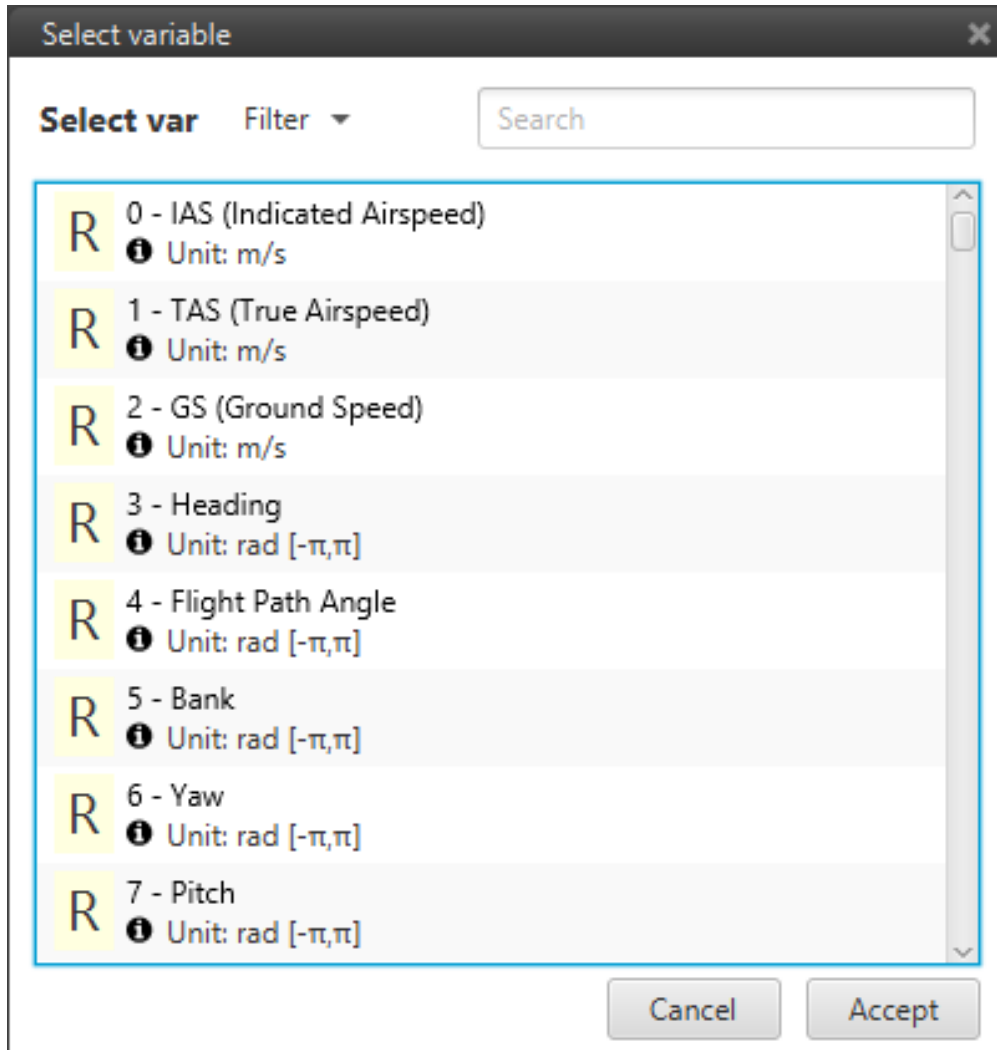 Select variable
Select var Filter Search
R 0 - IAS (Indicated Airspeed)
Unit: m/s
R 1 - TAS (True Airspeed)
Unit: m/s
R 2 - GS (Ground Speed)
Unit: m/s
R 3 - Heading
Unit: rad [-π,π]
R 4 - Flight Path Angle
Unit: rad [-π,π]
R 5 - Bank
Unit: rad [-π,π]
R 6 - Yaw
Unit: rad [-π,π]
R 7 - Pitch
Unit: rad [-π,π]
Cancel Accept